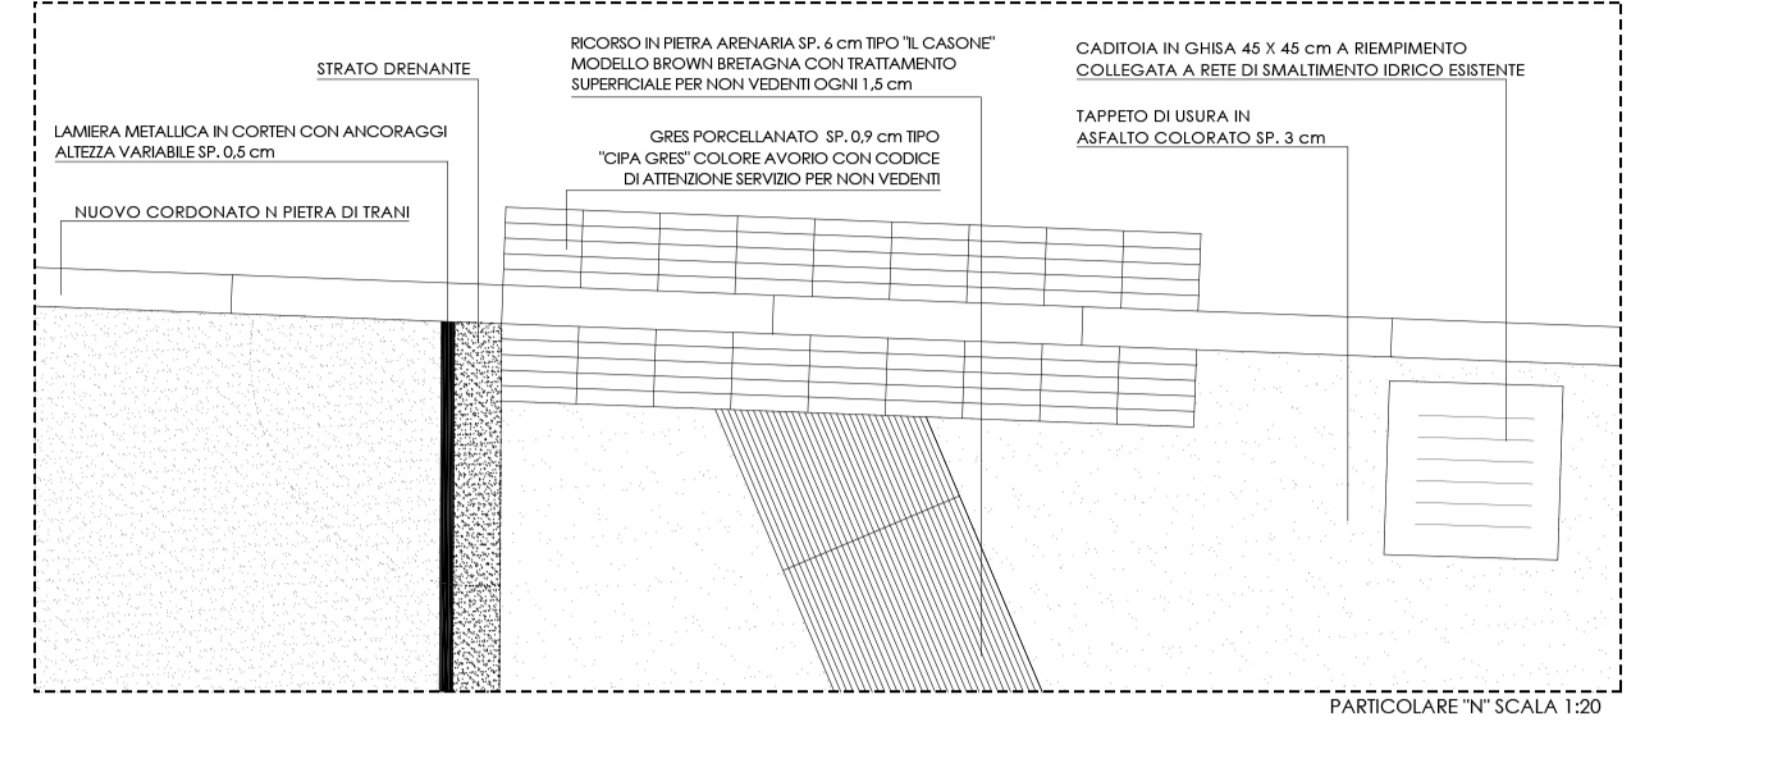 STRATO DRENANTE
LAMIERA METALLICA IN CORTEN CON ANCORAGGI
ALTEZZA VARIABILE SP. 0,5 cm
NUOVO CORDONATO N PIETRA DI TRANI
RICORSO IN PIETRA ARENARIA SP. 6 cm TIPO "IL CASONE"
MODELLO BROWN BRETAGNA CON TRATTAMENTO
SUPERFICIALE PER NON VEDENTI OGNI 1,5 cm
GRES PORCELLANATO SP. 0,9 cm TIPO
"CIPA GRES" COLORE AVORIO CON CODICE
DI ATTENZIONE SERVIZIO PER NON VEDENTI
CADITOIA IN GHISA 45 X 45 cm A RIEMPIMENTO
COLLEGATA A RETE DI SMALTIMENTO IDRICO ESISTENTE
TAPPETO DI USURA IN
ASFALTO COLORATO SP. 3 cm
PARTICOLARE "N" SCALA 1:20